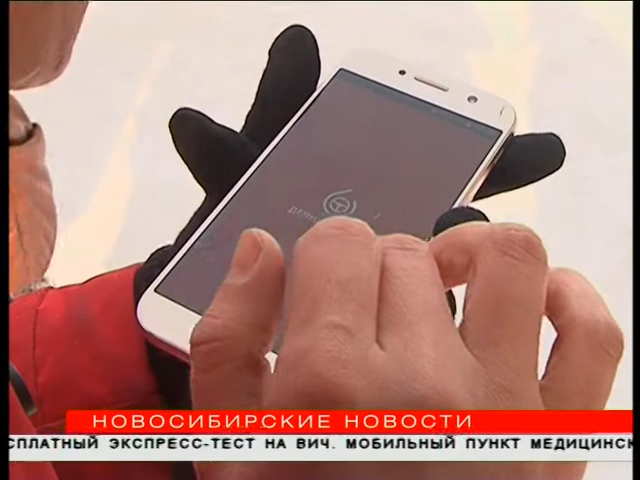 НОВОСИБИРСКИЕ НОВОСТИ
СПЛАТНЫЙ ЭКСПРЕСС-ТЕСТ НА ВИЧ. МОБИЛЬНЫЙ ПУНКТ МЕДИЦИНСК